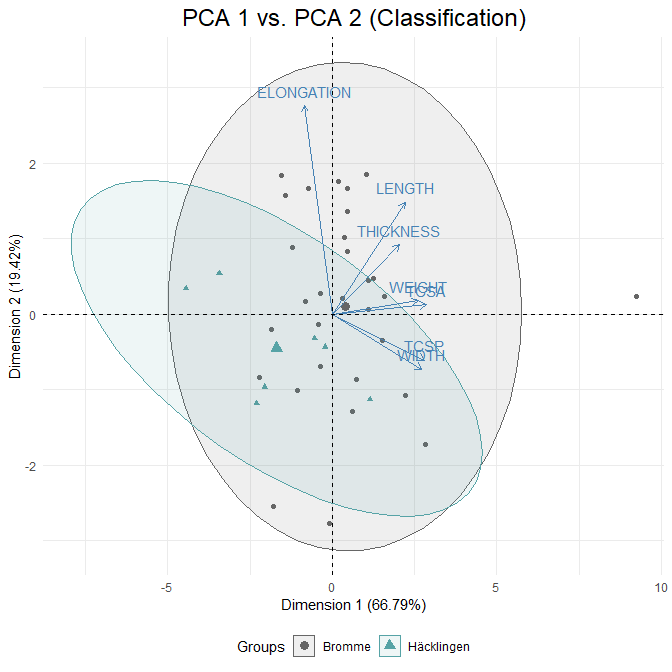 PCA 1 vs. PCA 2 (Classification)
ELONGATION
LENGTH
THICKNESS
WEIGHT
TCSA
TCSP
WIDTH
2
0
-2
Dimension 2 (19.42%)
-5
0
5
10
Dimension 1 (66.79%)
Groups
Bromme
Häcklingen